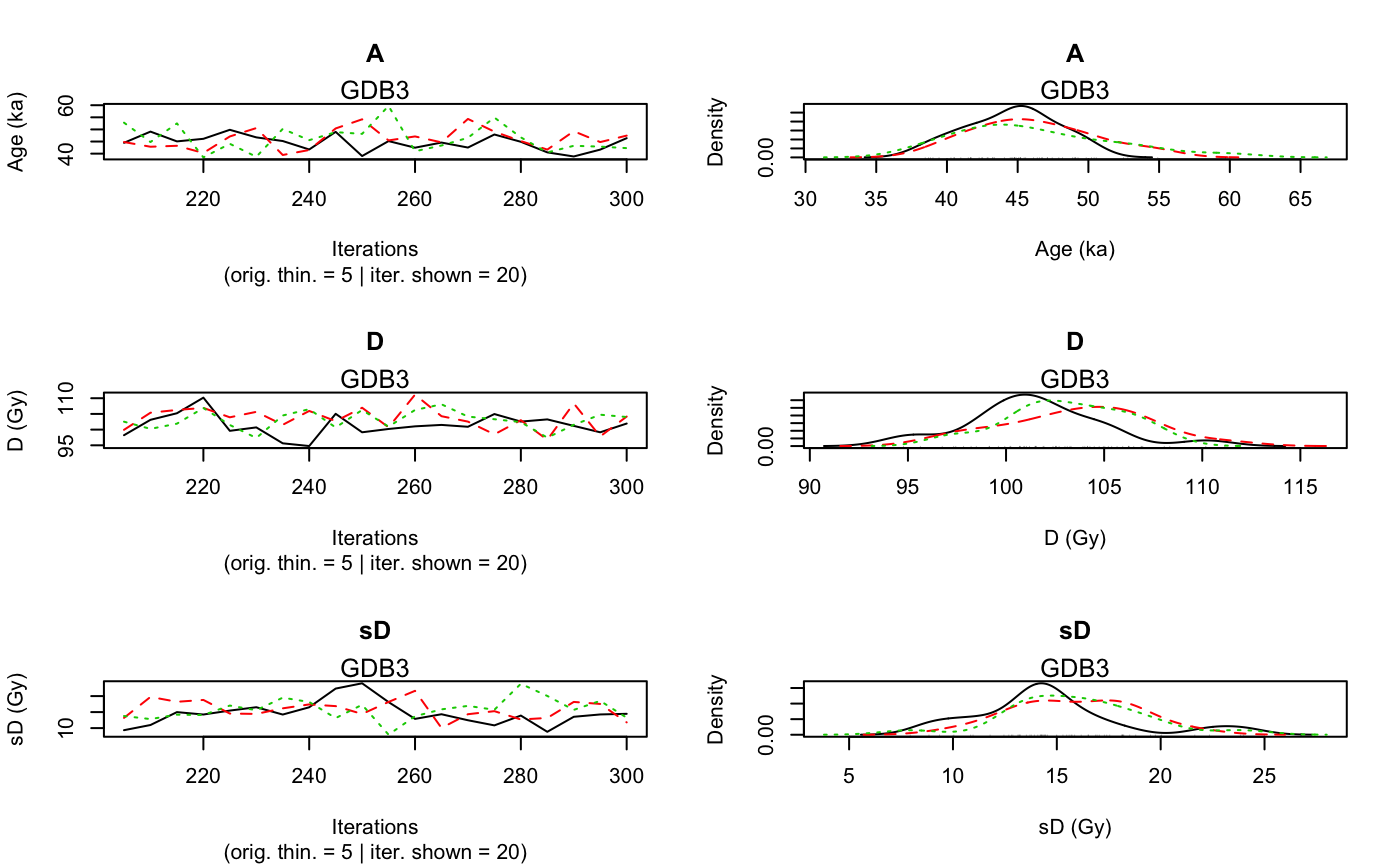 A
GDB3
Age (ka)
60
40
220 240 260 280 300
Iterations
(orig. thin. = 5 | iter. shown = 20)
A
GDB3
Density
0.00
30 35 40 45 50 55 60 65
Age (ka)
D
GDB3
D (Gy)
110
95
220 240 260 280 300
Iterations
(orig. thin. = 5 | iter. shown = 20)
D
GDB3
Density
0.00
90 95 100 105 110 115
D (Gy)
sD
GDB3
sD (Gy)
10
220 240 260 280 300
Iterations
(orig. thin. = 5 | iter. shown = 20)
sD
GDB3
Density
0.00
5 10 15 20 25
sD (Gy)